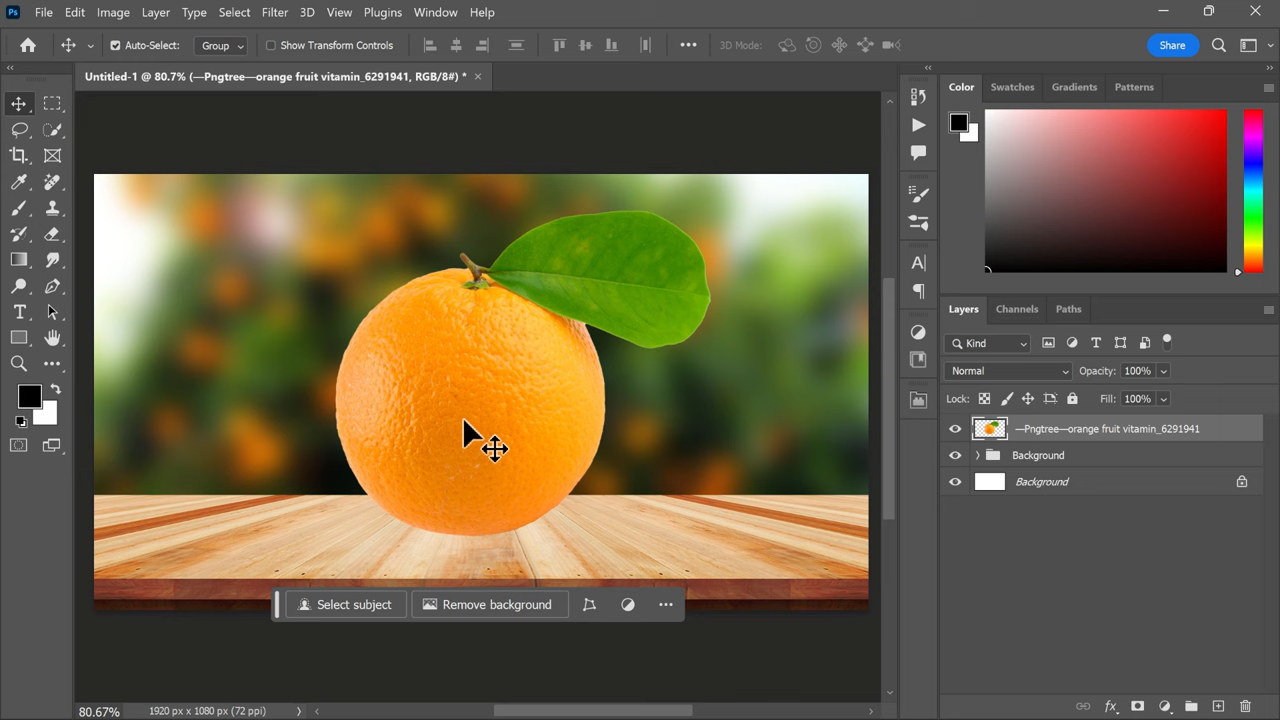 Ps File Edit Image Layer Type Select Filter 3D View Plugins Window Help
Auto-Select: Group Show Transform Controls 3D Mode: Share
Untitled-1 @ 80.7% (—Pngtree—orange fruit vitamin_6291941, RGB/8#) *
Color Swatches Gradients Patterns
Layers Channels Paths
Kind
Normal Opacity: 100%
Lock: Fill: 100%
—Pngtree—orange fruit vitamin_6291941
Background
Background
Select subject Remove background
80.67% 1920 px x 1080 px (72 ppi)